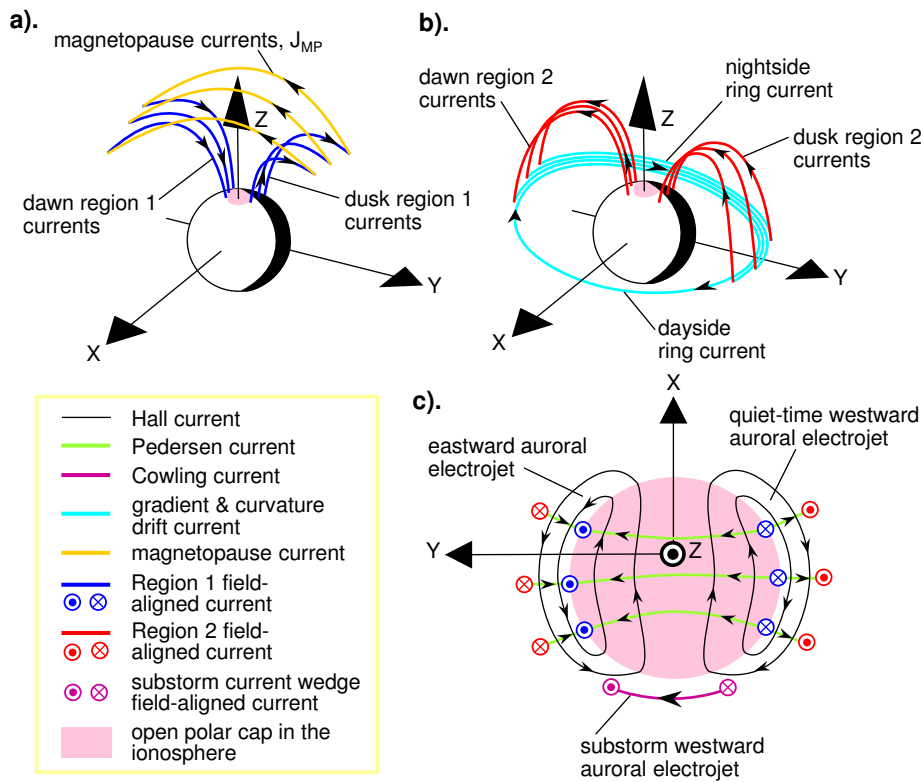 a).
magnetopause currents, JMP
Z
dawn region 1
currents
dusk region 1
currents
Y
X
b).
dawn region 2
currents
nightside
ring current
Z
dusk region 2
currents
Y
X
dayside
ring current
Hall current
Pedersen current
Cowling current
gradient & curvature
drift current
magnetopause current
Region 1 field-
aligned current
Region 2 field-
aligned current
substorm current wedge
field-aligned current
open polar cap in the
ionosphere
c).
X
quiet-time westward
auroral electrojet
eastward auroral
electrojet
Y
Z
substorm westward
auroral electrojet